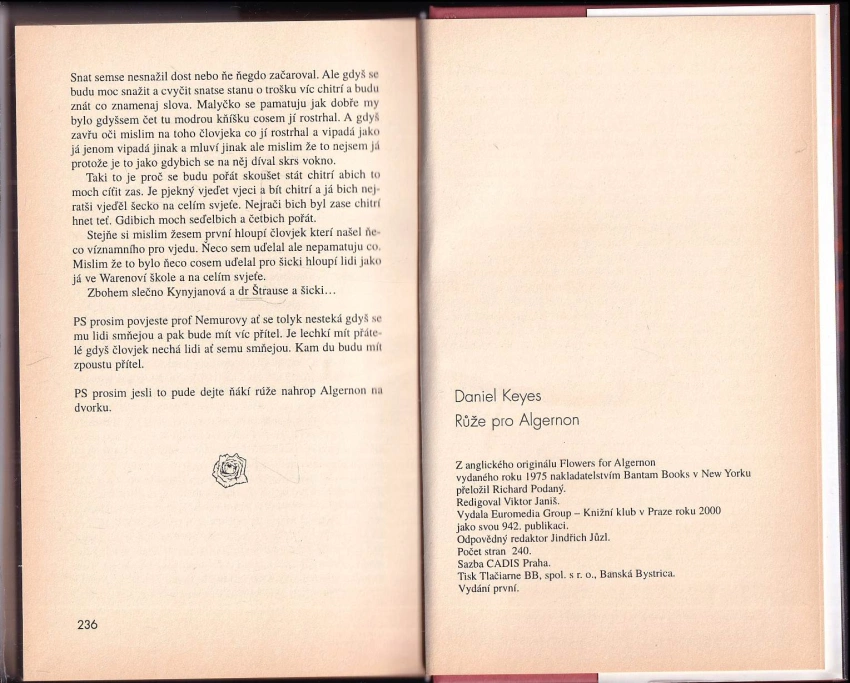 Snat semse nesnažil dost nebo ňe ňegdo začaroval. Ale gdyš se
budu moc snažit a cvyčit snatse stanu o trošku víc chitrí a budu
znát co znamenaj slova. Malyčko se pamatuju jak dobře my
bylo gdyšsem čet tu modrou kňíšku cosem jí rostrhal. A gdyš
zavřu oči mislim na toho človjeka co jí rostrhal a vipadá jako
já jenom vipadá jinak a mluví jinak ale mislim že to nejsem já
protože je to jako gdybich se na něj díval skrs vokno.
Taki to je proč se budu pořát skoušet stát chitrí abich to
moch cíťit zas. Je pjekný vjeďet vjeci a bít chitrí a já bich nej-
ratši vjeděl šecko na celím svjeťe. Nejrači bich byl zase chitrí
hnet teť. Gdibich moch seďelbich a četbich pořát.
Stejňe si mislim žesem první hloupí človjek kterí našel ňe-
co víznamního pro vjedu. Ňeco sem uďelal ale nepamatuju co.
Mislim že to bylo ňeco cosem uďelal pro šicki hloupí lidi jako
já ve Warenoví škole a na celím svjeťe.
Zbohem slečno Kynyjanová a dr Štrause a šicki…
PS prosim povjeste prof Nemurovy ať se tolyk nesteká gdyš se
mu lidi smňejou a pak bude mít víc přítel. Je lechkí mít přáte-
lé gdyš človjek nechá lidi ať semu smňejou. Kam du budu mít
zpoustu přítel.
PS prosim jesli to pude dejte ňákí rúže nahrop Algernon na
dvorku.
236
Daniel Keyes
Růže pro Algernon
Z anglického originálu Flowers for Algernon
vydaného roku 1975 nakladatelstvím Bantam Books v New Yorku
přeložil Richard Podaný.
Redigoval Viktor Janiš.
Vydala Euromedia Group – Knižní klub v Praze roku 2000
jako svou 942. publikaci.
Odpovědný redaktor Jindřich Jůzl.
Počet stran 240.
Sazba CADIS Praha.
Tisk Tlačiarne BB, spol. s r. o., Banská Bystrica.
Vydání první.